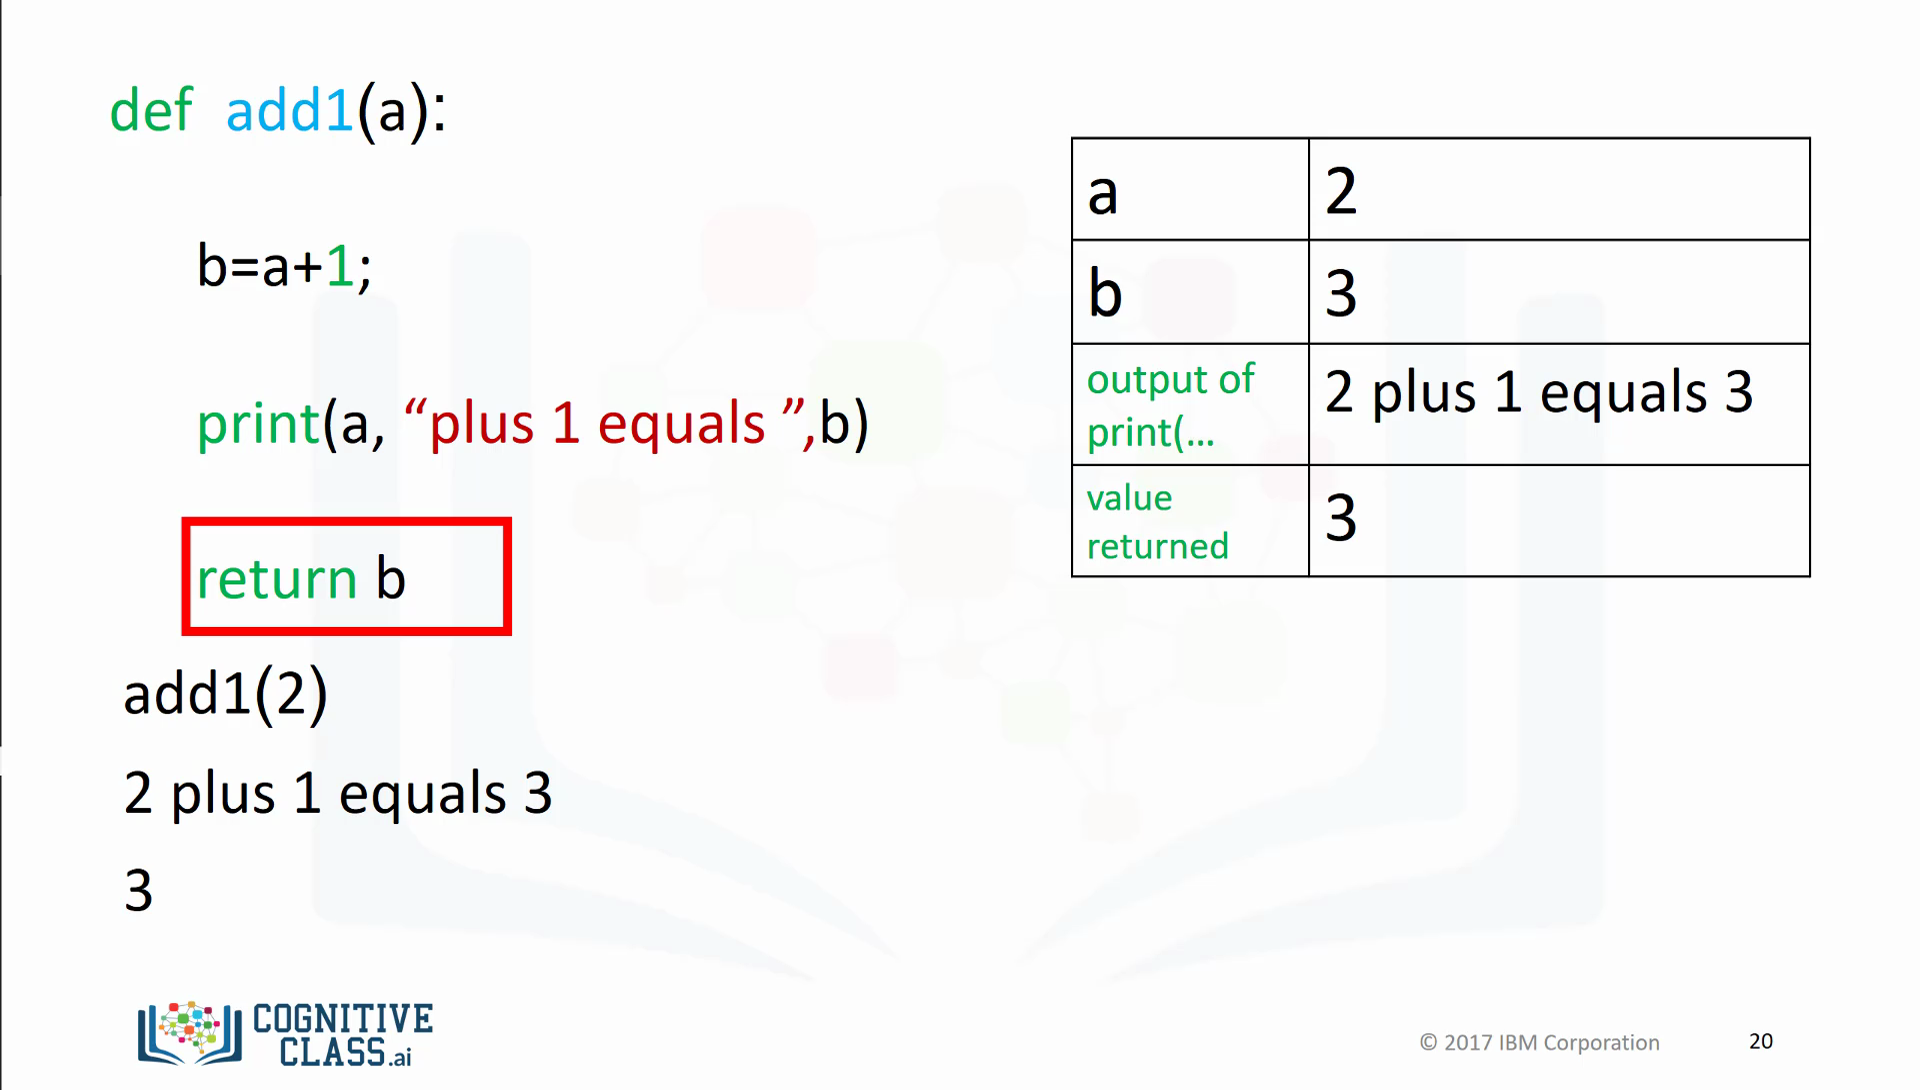 def add1(a):
b=a+1;
print(a, “plus 1 equals ”,b)
return b
add1(2)
2 plus 1 equals 3
3
a 2
b 3
output of
print(... 2 plus 1 equals 3
value
returned 3
COGNITIVE
CLASS.ai
© 2017 IBM Corporation 20